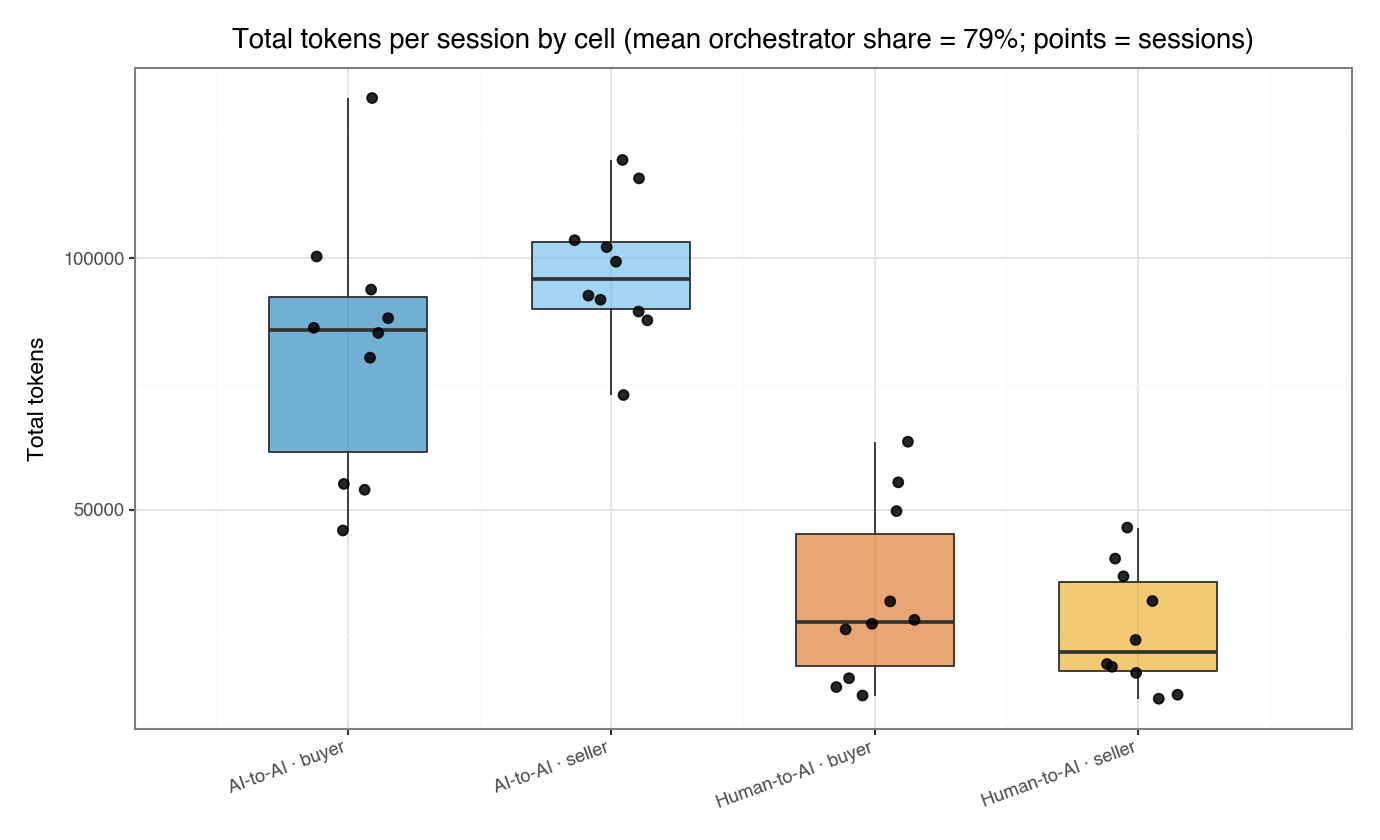 Total tokens per session by cell (mean orchestrator share = 79%; points = sessions)
Total tokens
100000
50000
AI-to-AI · buyer
AI-to-AI · seller
Human-to-AI · buyer
Human-to-AI · seller